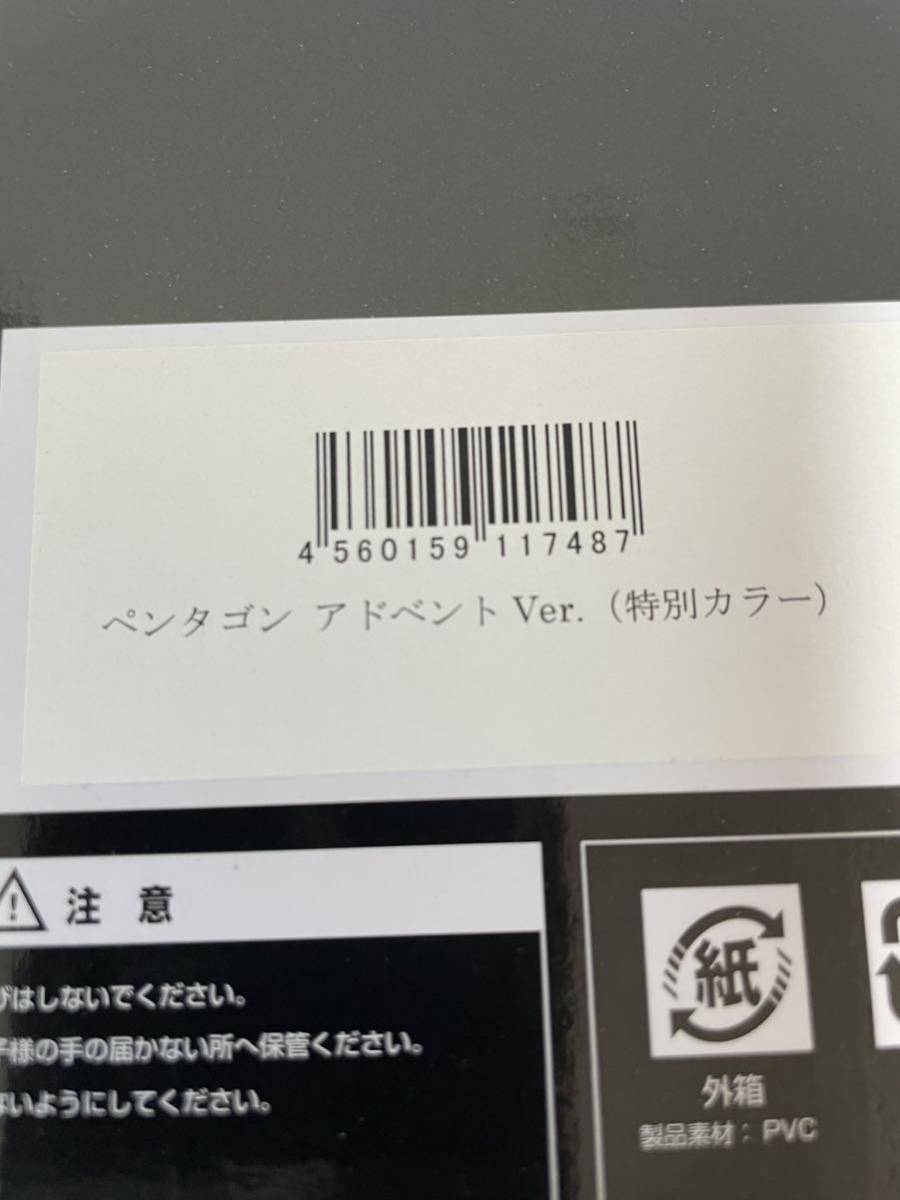 4 560159 117487
ペンタゴン アドベント Ver.（特別カラー）
注 意
びはしないでください。
子様の手の届かない所へ保管ください。
ないようにしてください。
紙
外箱
製品素材：PVC